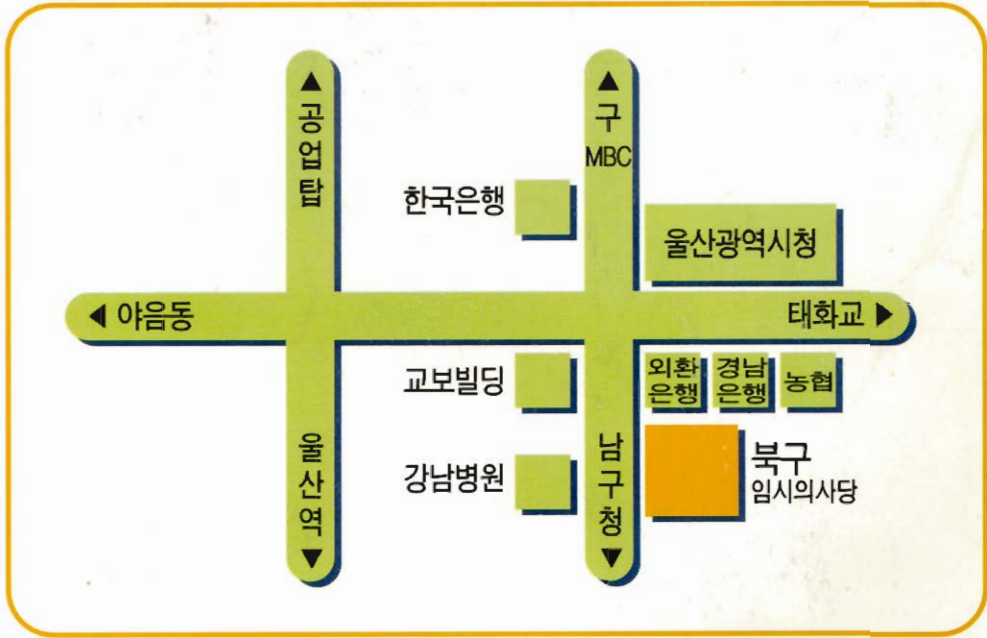 ▲ 공업탑
▲ 구 MBC
한국은행
울산광역시청
◀ 야음동
태화교 ▶
교보빌딩
외환
은행
경남
은행
농협
울산역 ▼
강남병원
남구청 ▼
북구
임시의사당